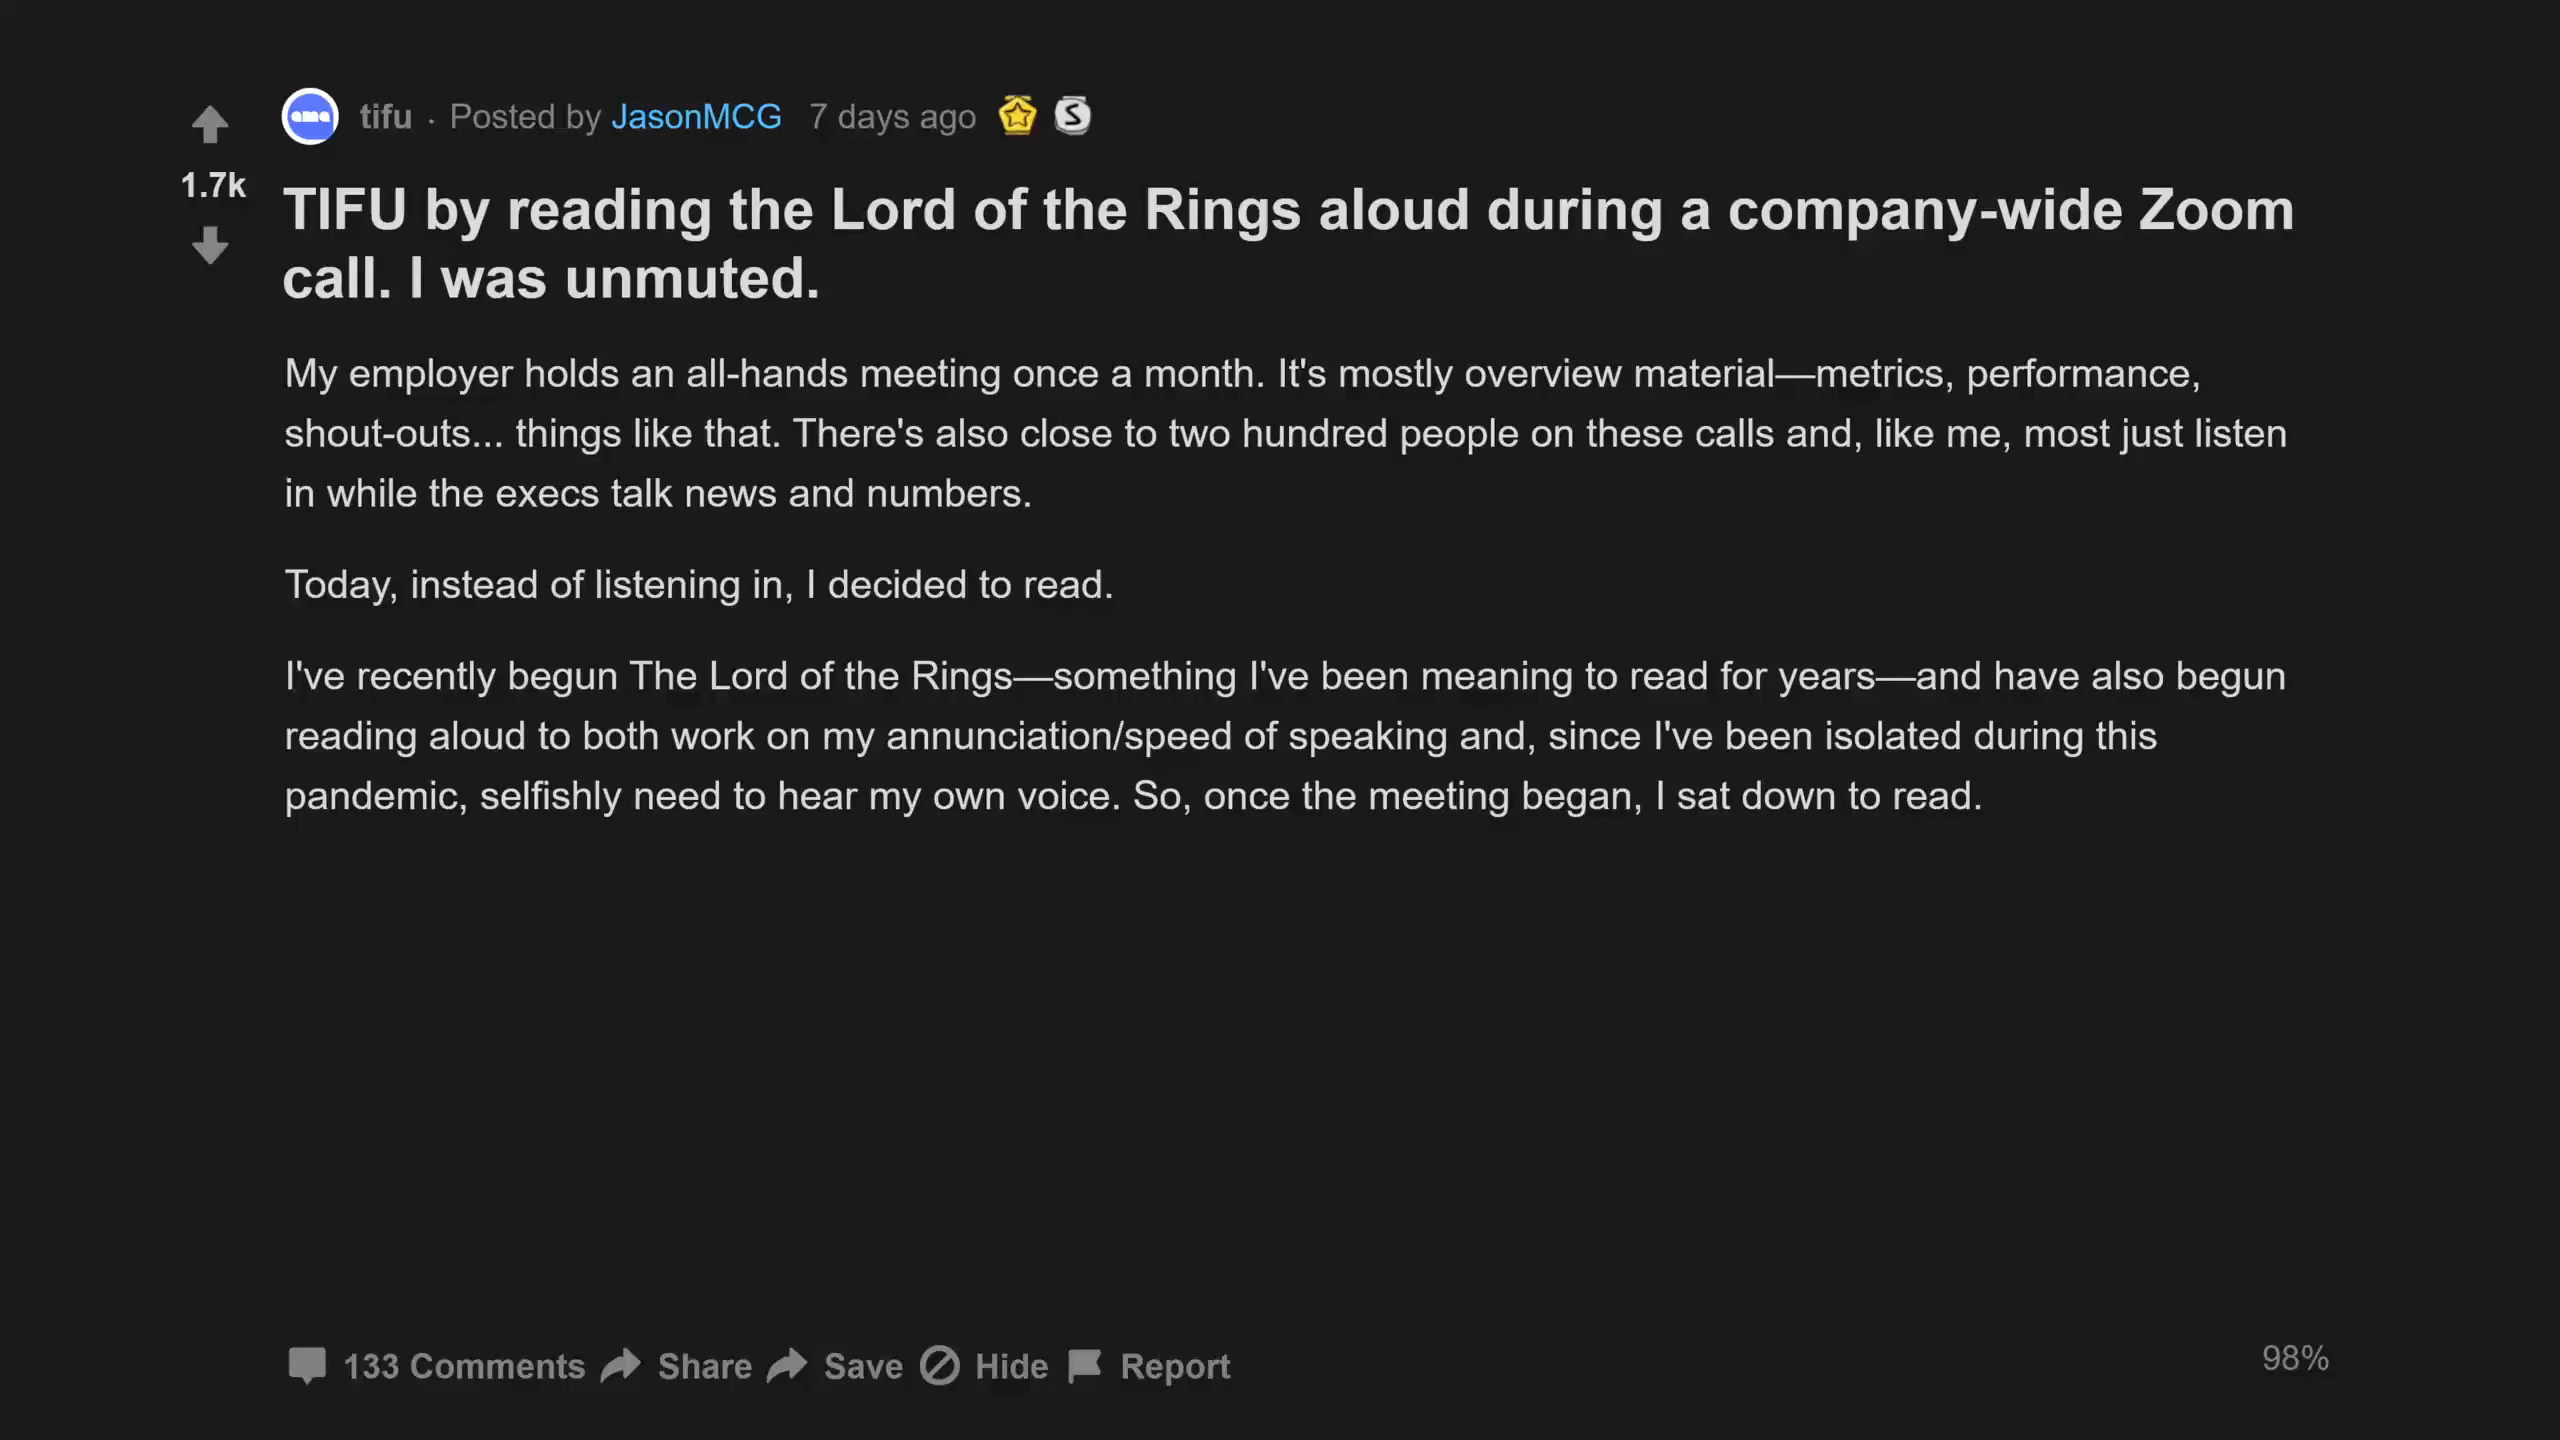 ama tifu · Posted by JasonMCG 7 days ago S
1.7k
TIFU by reading the Lord of the Rings aloud during a company-wide Zoom
call. I was unmuted.
My employer holds an all-hands meeting once a month. It's mostly overview material—metrics, performance,
shout-outs... things like that. There's also close to two hundred people on these calls and, like me, most just listen
in while the execs talk news and numbers.
Today, instead of listening in, I decided to read.
I've recently begun The Lord of the Rings—something I've been meaning to read for years—and have also begun
reading aloud to both work on my annunciation/speed of speaking and, since I've been isolated during this
pandemic, selfishly need to hear my own voice. So, once the meeting began, I sat down to read.
133 Comments Share Save Hide Report
98%